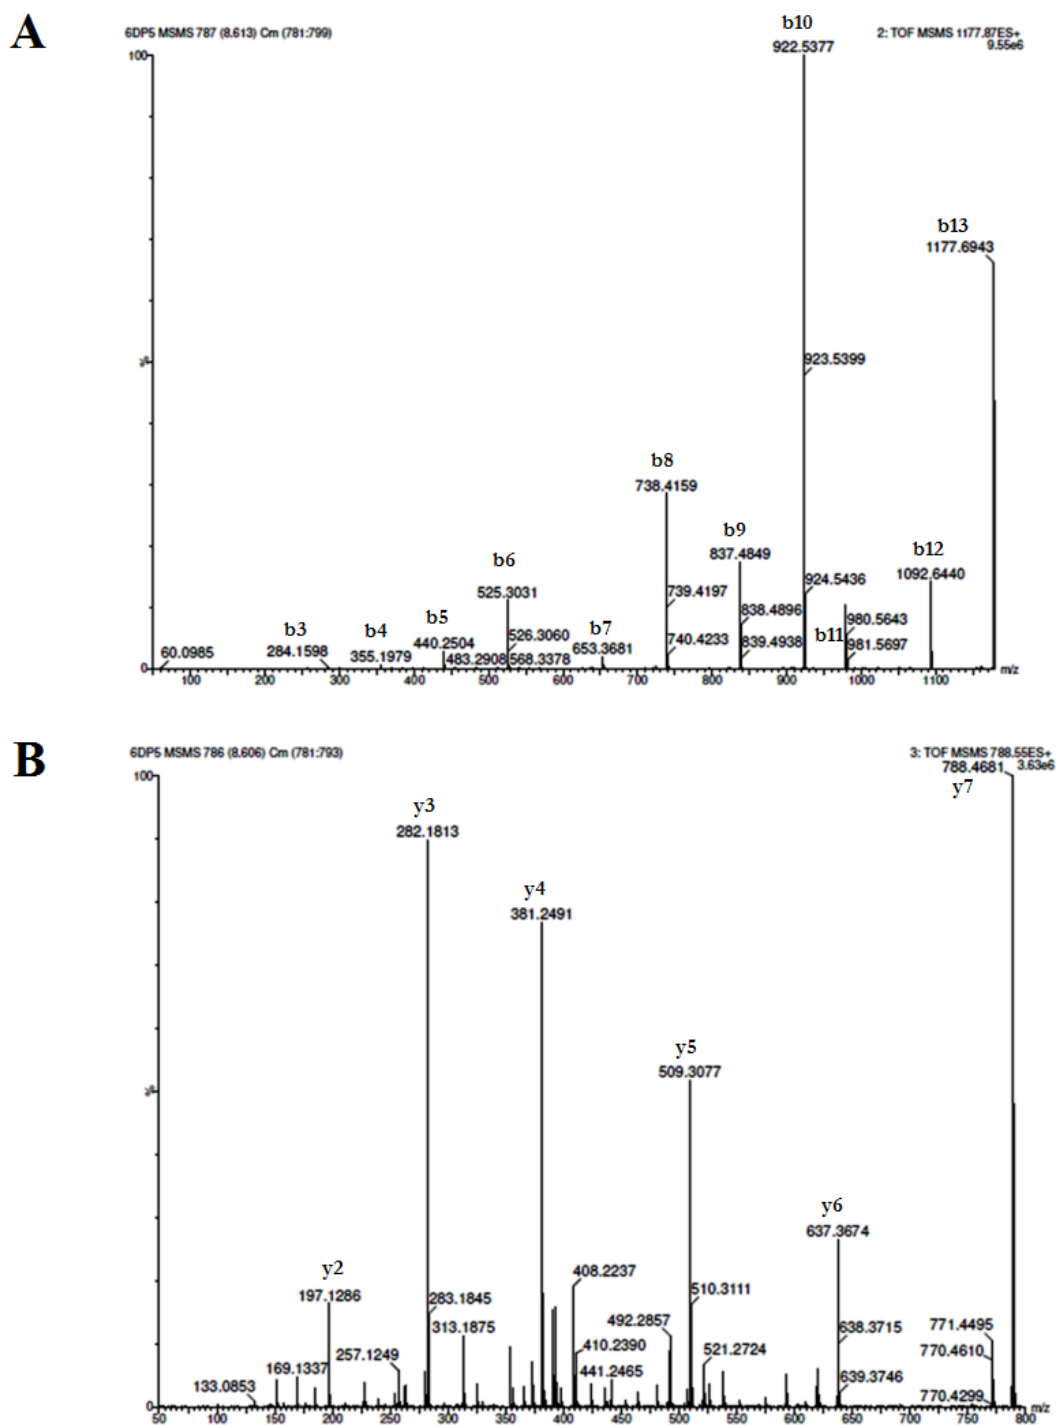 A
6DP5 MSMS 787 (8.613) Cm (781:799)
2: TOF MSMS 1177.87ES+
9.55e6
100
%
0
b10
922.5377
b13
1177.6943
923.5399
b8
738.4159
b9
837.4849
b12
1092.6440
b6
525.3031
739.4197
924.5436
838.4896
b3
284.1598
b4
355.1979
b5
440.2504
526.3060
b7
653.3681
740.4233
839.4938
b11
980.5643
981.5697
60.0985
483.2908
568.3378
100 200 300 400 500 600 700 800 900 1000 1100
m/z
B
6DP5 MSMS 786 (8.606) Cm (781:793)
3: TOF MSMS 788.55ES+
3.63e6
788.4681
y7
100
%
0
y3
282.1813
y4
381.2491
y5
509.3077
y6
637.3674
y2
197.1286
408.2237
510.3111
283.1845
313.1875
492.2857
638.3715
771.4495
770.4610
169.1337
257.1249
410.2390
521.2724
441.2465
639.3746
133.0853
770.4299
50 100 150 200 250 300 350 400 450 500 550 600 650 700 750 800
m/z